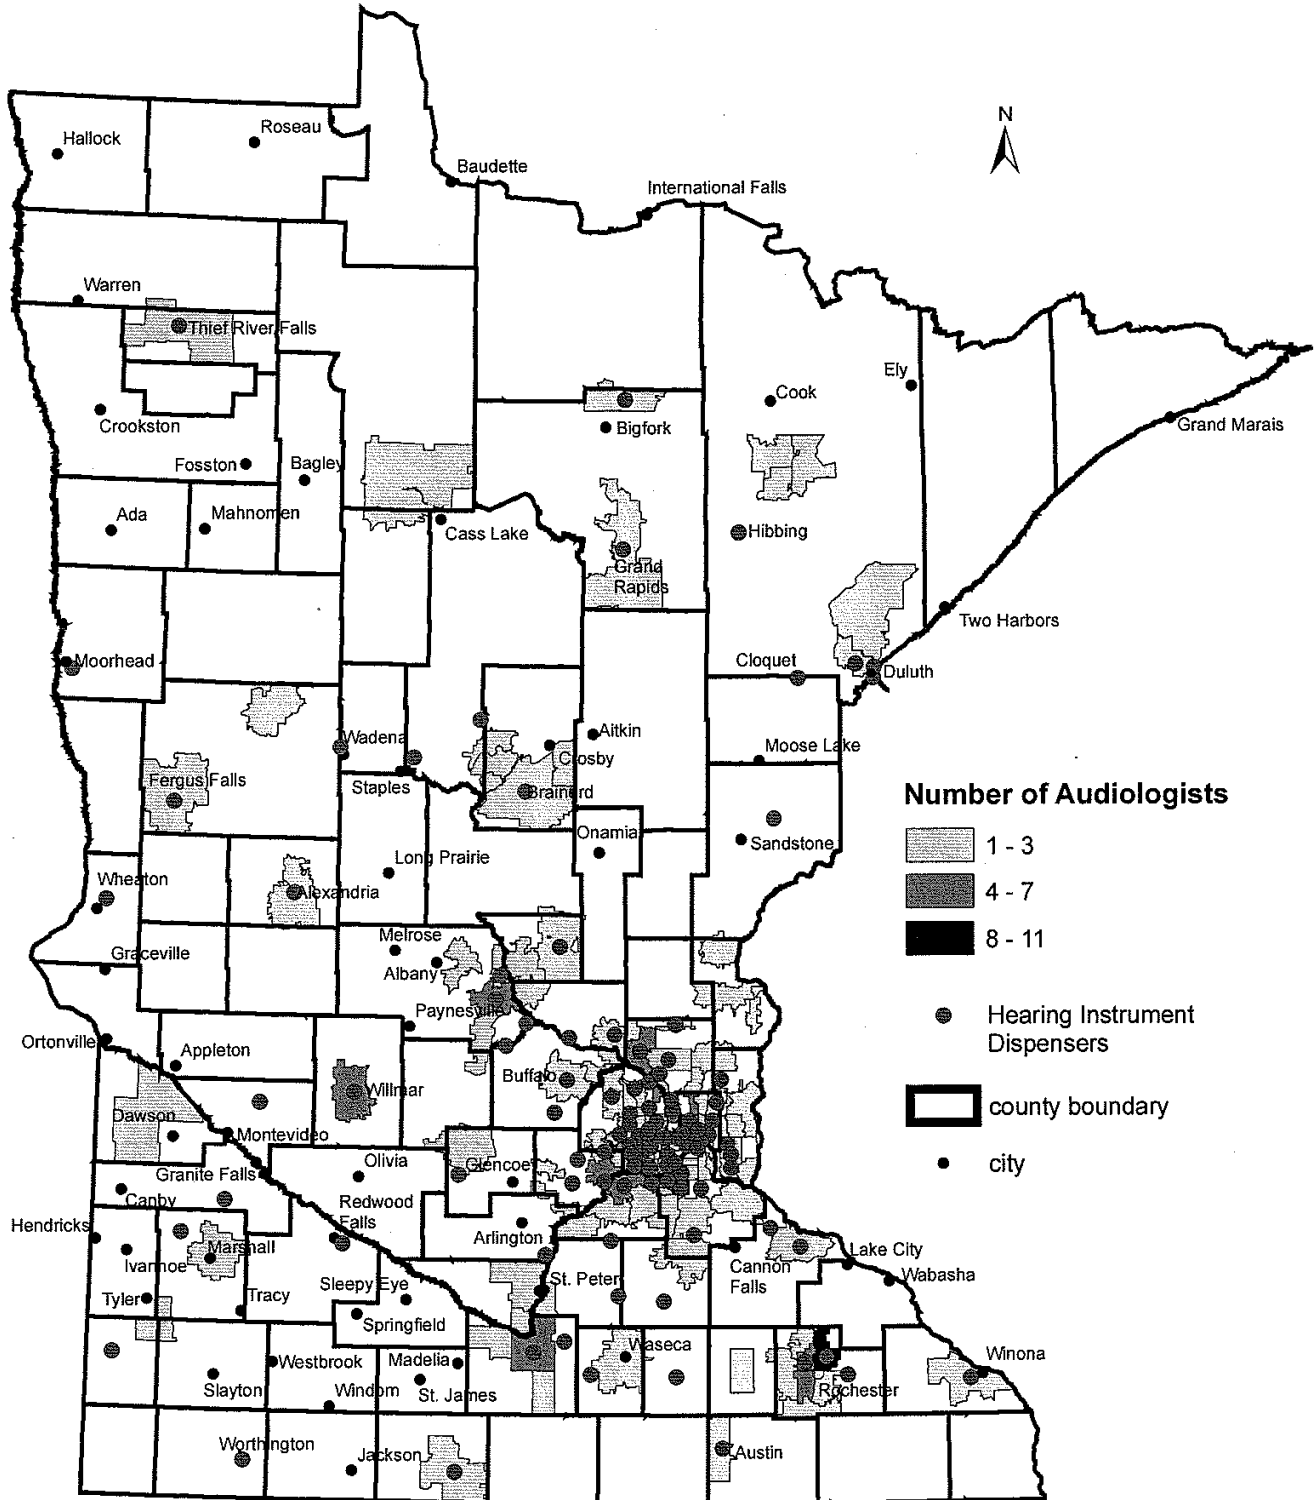 N
Hallock
Roseau
Baudette
International Falls
Warren
Thief River Falls
Ely
Cook
Bigfork
Grand Marais
Crookston
Fosston
Bagley
Ada
Mahnomen
Cass Lake
Hibbing
Grand
Rapids
Two Harbors
Moorhead
Cloquet
Duluth
Wadena
Aitkin
Moose Lake
Crosby
Fergus Falls
Staples
Brainerd
Number of Audiologists
Onamia
Sandstone
1 - 3
Long Prairie
Wheaton
Alexandria
4 - 7
Melrose
8 - 11
Graceville
Albany
Paynesville
Hearing Instrument
Dispensers
Ortonville
Appleton
Buffalo
Willmar
county boundary
Dawson
Montevideo
Olivia
Glencoe
city
Granite Falls
Canby
Redwood
Falls
Hendricks
Arlington
Marshall
Lake City
Ivanhoe
Cannon
Falls
Wabasha
St. Peter
Sleepy Eye
Tyler
Tracy
Springfield
Waseca
Winona
Westbrook
Madelia
Slayton
Windom
St. James
Rochester
Worthington
Jackson
Austin